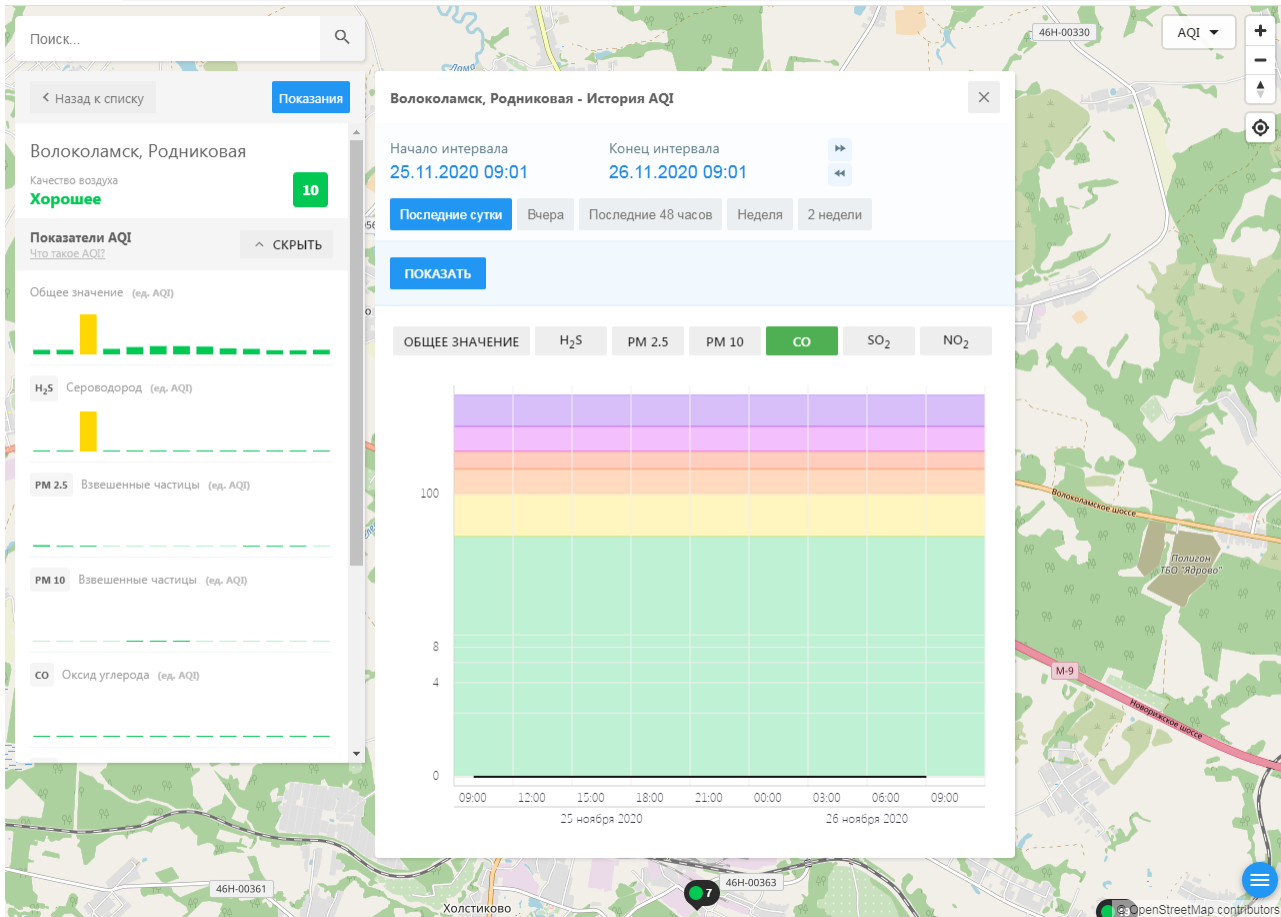 Поиск...
46Н-00330
AQI
Ламо
Назад к списку
Показания
Волоколамск, Родниковая - История AQI
Волоколамск, Родниковая
Качество воздуха
Хорошее
10
Начало интервала
Конец интервала
25.11.2020 09:01
26.11.2020 09:01
Последние сутки
Вчера
Последние 48 часов
Неделя
2 недели
Показатели AQI
Что такое AQI?
СКРЫТЬ
ПОКАЗАТЬ
Общее значение (ед. AQI)
ОБЩЕЕ ЗНАЧЕНИЕ
H2S
PM 2.5
PM 10
CO
SO2
NO2
H2S Сероводород (ед. AQI)
PM 2.5 Взвешенные частицы (ед. AQI)
PM 10 Взвешенные частицы (ед. AQI)
CO Оксид углерода (ед. AQI)
100
8
4
0
09:00 12:00 15:00 18:00 21:00 00:00 03:00 06:00 09:00
25 ноября 2020
26 ноября 2020
Волоколамское шоссе
Полигон
ТБО "Ядрово"
М-9
Новорижское шоссе
46Н-00361
46Н-00363
7
Холстиково
© OpenStreetMap contributors